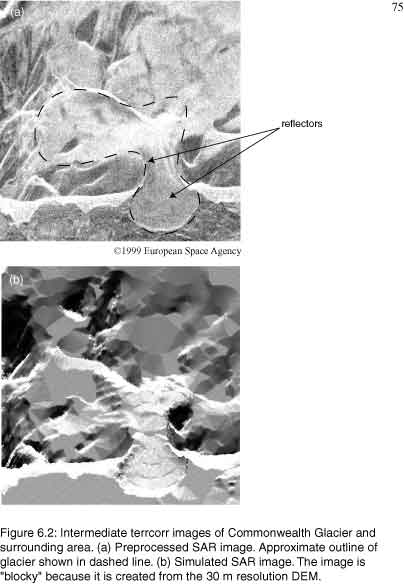 75
(a)
reflectors
©1999 European Space Agency
(b)
Figure 6.2: Intermediate terrcorr images of Commonwealth Glacier and
surrounding area. (a) Preprocessed SAR image. Approximate outline of
glacier shown in dashed line. (b) Simulated SAR image. The image is
"blocky" because it is created from the 30 m resolution DEM.